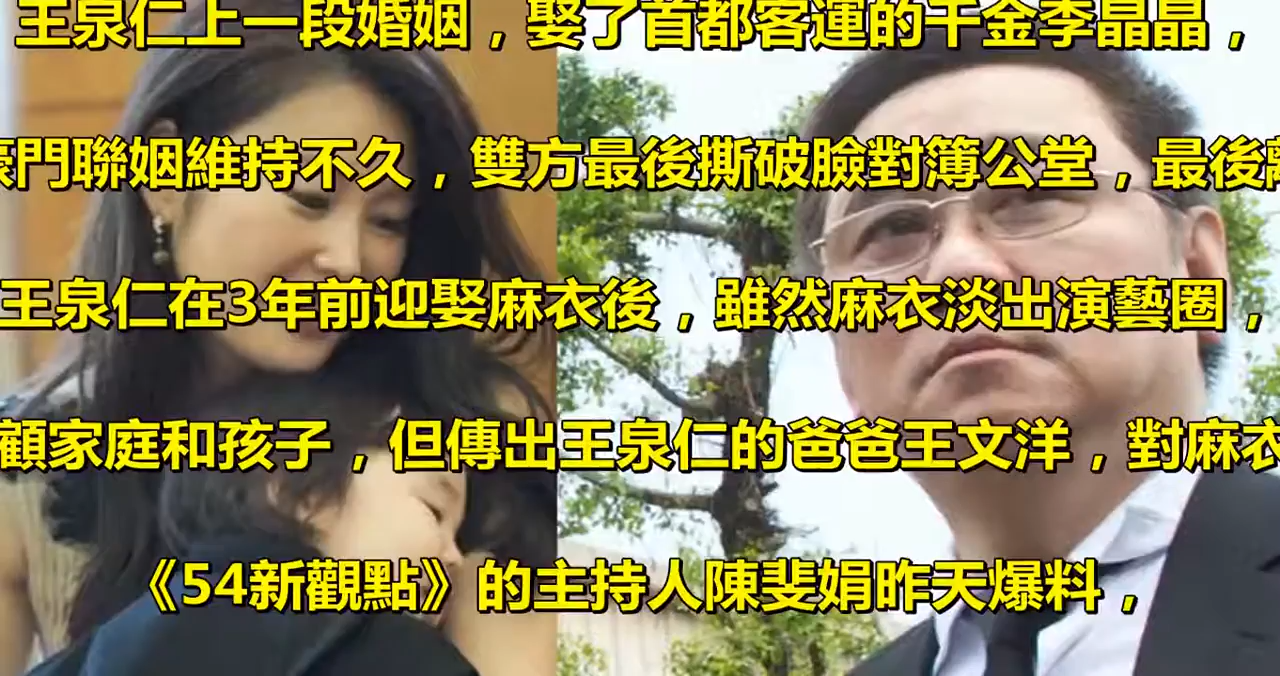 王泉仁上一段婚姻，娶了首都客運的千金李晶晶，
豪門聯姻維持不久，雙方最後撕破臉對簿公堂，最後離
王泉仁在3年前迎娶麻衣後，雖然麻衣淡出演藝圈，
顧家庭和孩子，但傳出王泉仁的爸爸王文洋，對麻衣
《54新觀點》的主持人陳斐娟昨天爆料，